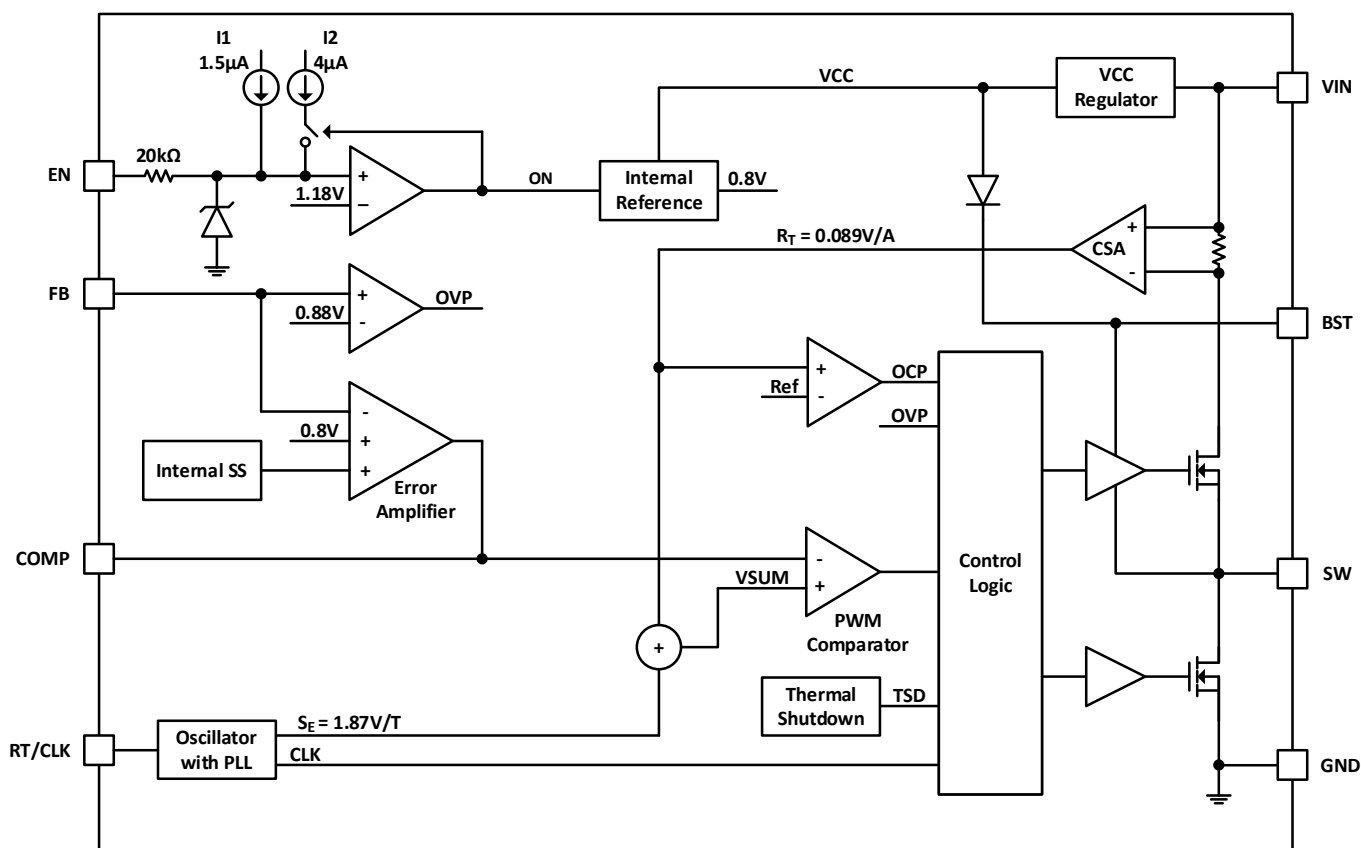 I1
1.5µA
I2
4µA
VCC
VCC
Regulator
VIN
EN
20kΩ
+
1.18V
–
ON
Internal
Reference
0.8V
RT = 0.089V/A
CSA
+
-
FB
+
0.88V
-
OVP
BST
Ref
+
-
OCP
OVP
-
0.8V
+
Internal SS
+
Error
Amplifier
COMP
-
VSUM
+
PWM
Comparator
Control
Logic
SW
+
Thermal
Shutdown
TSD
RT/CLK
Oscillator
with PLL
SE = 1.87V/T
CLK
GND